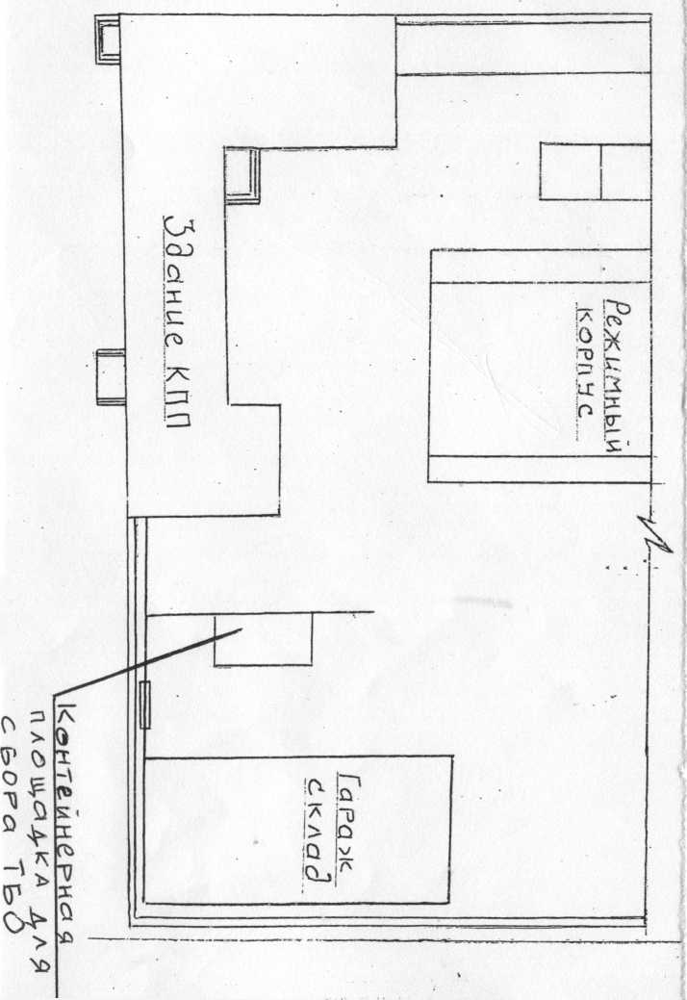 Режимный
корпус
Здание КПП
Гараж
склад
Контейнерная
площадка для
сбора ТБО